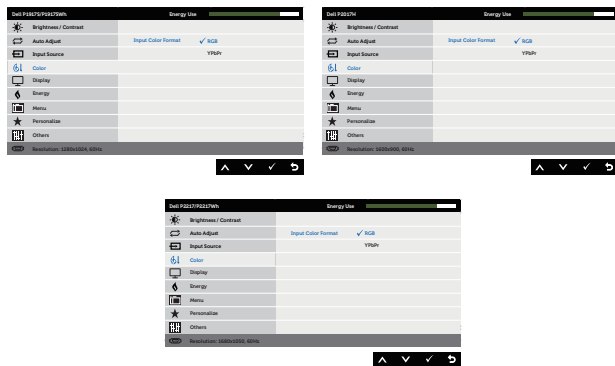 Dell P1917S/P1917SWh Energy Use
Brightness / Contrast
Auto Adjust Input Color Format ✓ RGB
Input Source YPbPr
Color
Display
Energy
Menu
Personalize
Others
Resolution: 1280x1024, 60Hz
Dell P2017H Energy Use
Brightness / Contrast
Auto Adjust Input Color Format ✓ RGB
Input Source YPbPr
Color
Display
Energy
Menu
Personalize
Others
Resolution: 1600x900, 60Hz
Dell P2217/P2217Wh Energy Use
Brightness / Contrast
Auto Adjust Input Color Format ✓ RGB
Input Source YPbPr
Color
Display
Energy
Menu
Personalize
Others
Resolution: 1680x1050, 60Hz